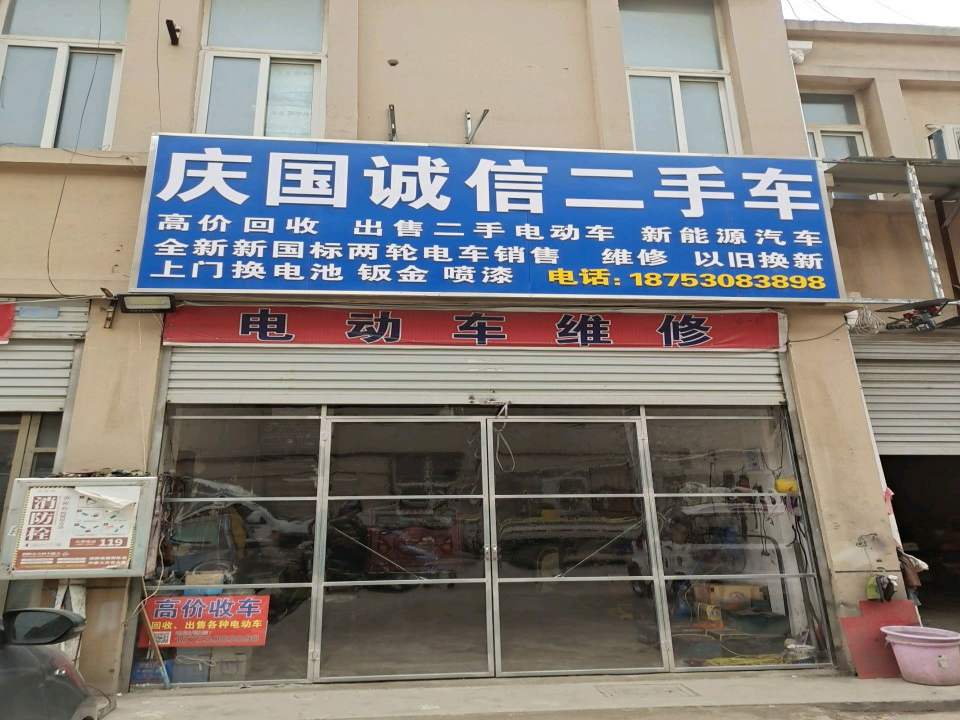 庆国诚信二手车
高价回收 出售二手电动车 新能源汽车
全新新国标两轮电车销售 维修 以旧换新
上门换电池 钣金 喷漆 电话:18753083898
电动车维修
消防栓
119
高价收车
回收、出售各种电动车